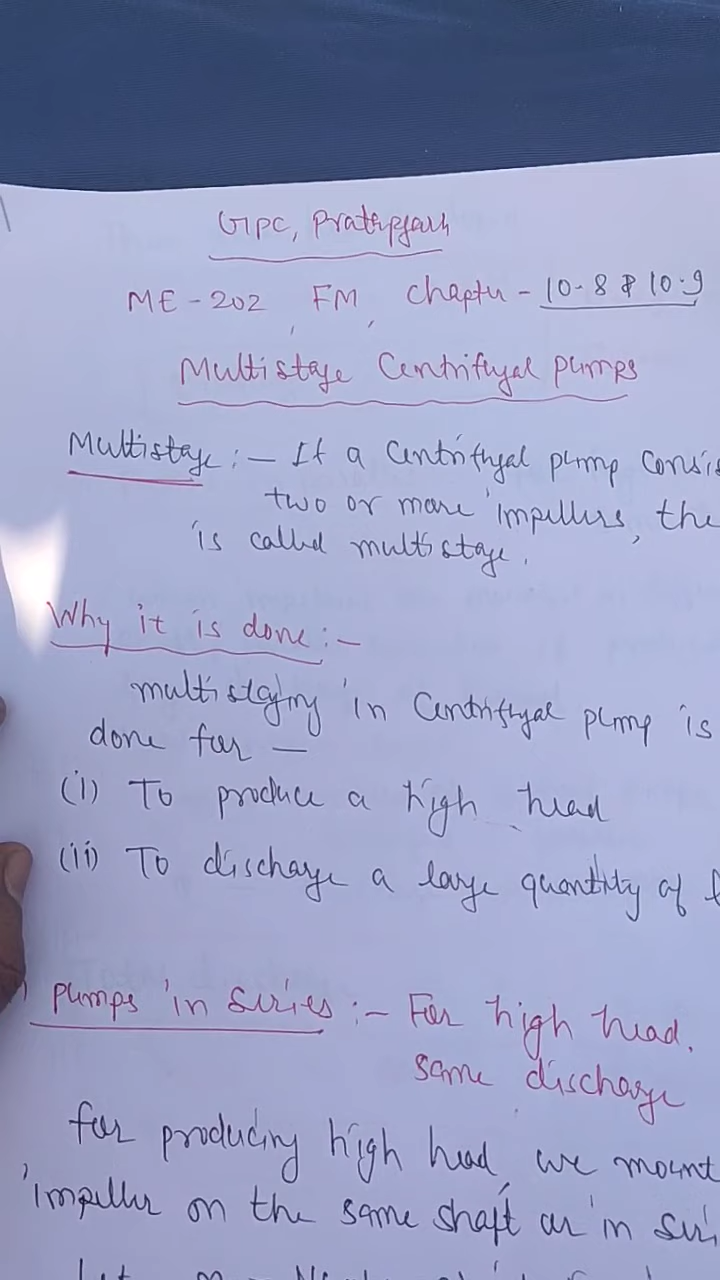 GPC, Pratapgarh
ME-202, FM, Chapter - 10.8 & 10.9
Multistage Centrifugal pumps
Multistage :- If a Centrifugal pump consis
two or more impellers, the
is called multistage.
Why it is done :-
multistaging in Centrifugal pump is
done for —
(i) To produce a high head
(ii) To discharge a large quantity of
Pumps in series :- For high head.
same discharge
for producing high head, we mount
impeller on the same shaft or in seri
Let